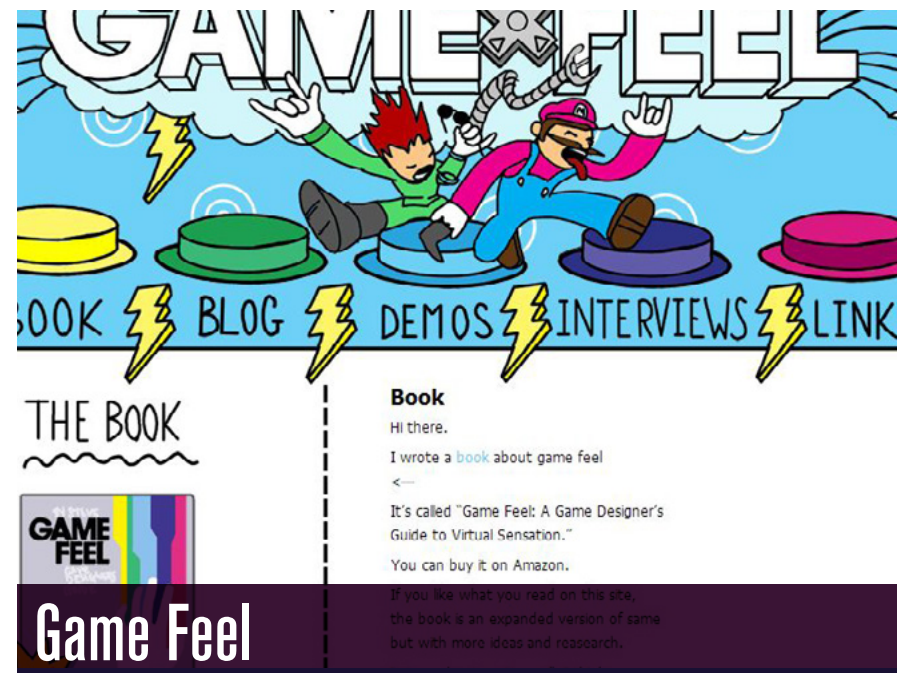 GAME FEEL
OOK BLOG DEMOS INTERVIEWS LINK
THE BOOK
GAME
FEEL
Book
Hi there.
I wrote a book about game feel
<—
It's called "Game Feel: A Game Designer's
Guide to Virtual Sensation."
You can buy it on Amazon.
If you like what you read on this site,
the book is an expanded version of same
but with more ideas and reasearch.
Game Feel